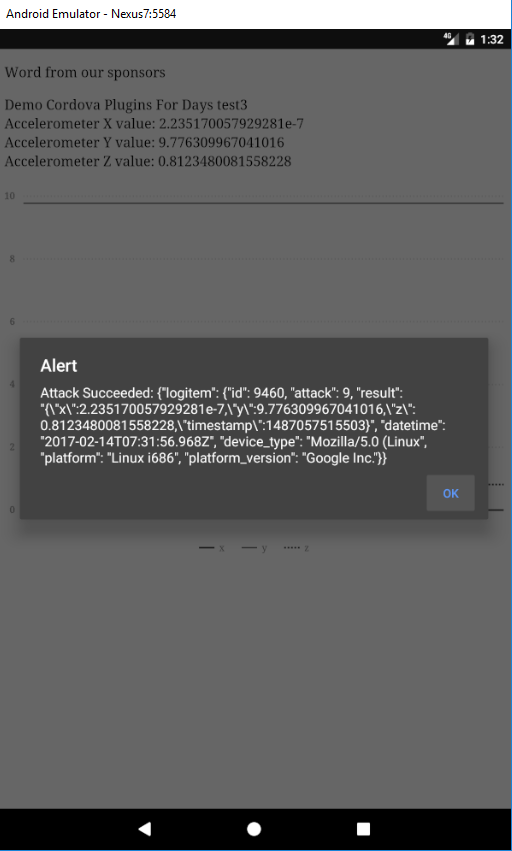 Android Emulator - Nexus7:5584
4G 1:32
Word from our sponsors
Demo Cordova Plugins For Days test3
Accelerometer X value: 2.235170057929281e-7
Accelerometer Y value: 9.776309967041016
Accelerometer Z value: 0.8123480081558228
10
8
6
Alert
4
Attack Succeeded: {"logitem": {"id": 9460, "attack": 9, "result":
"{\"x\":2.235170057929281e-7,\"y\":9.776309967041016,\"z\":
0.8123480081558228,\"timestamp\":1487057515503}", "datetime":
"2017-02-14T07:31:56.968Z", "device_type": "Mozilla/5.0 (Linux",
2
"platform": "Linux i686", "platform_version": "Google Inc."}}
OK
0
x y z